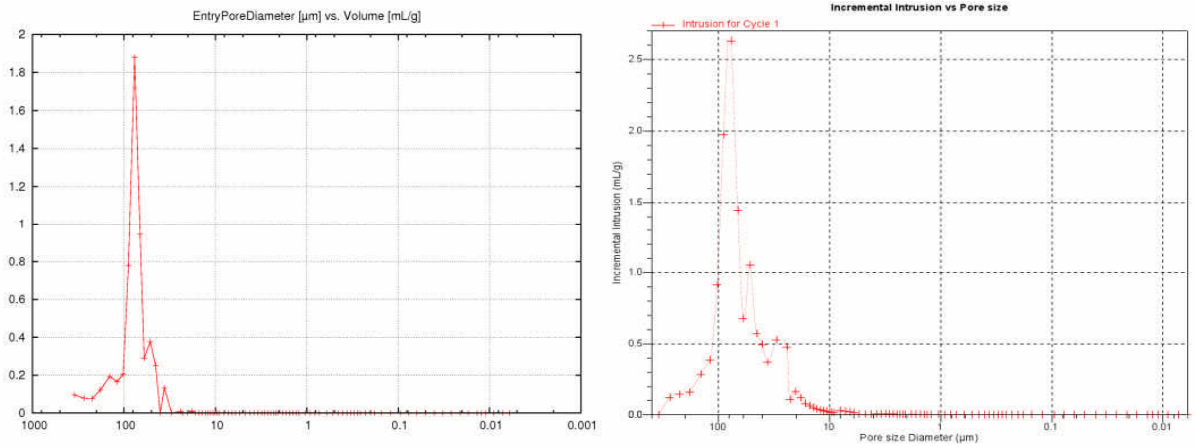 EntryPoreDiameter [µm] vs. Volume [mL/g]
2
1.8
1.6
1.4
1.2
1
0.8
0.6
0.4
0.2
0
1000 100 10 1 0.1 0.01 0.001
Incremental Intrusion vs Pore size
Intrusion for Cycle 1
Incremental Intrusion (mL/g)
2.5
2.0
1.5
1.0
0.5
0.0
100 10 1 0.1 0.01
Pore size Diameter (µm)